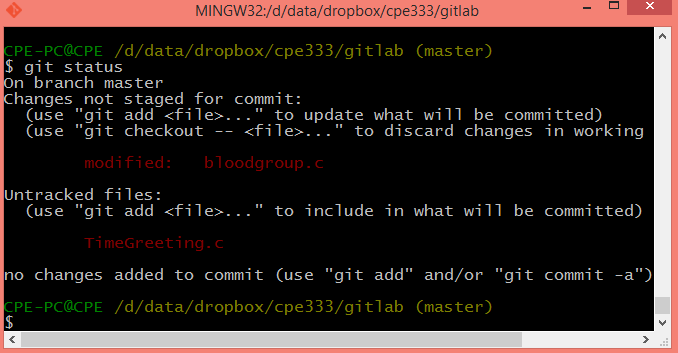 MINGW32:/d/data/dropbox/cpe333/gitlab
CPE-PC@CPE /d/data/dropbox/cpe333/gitlab (master)
$ git status
On branch master
Changes not staged for commit:
  (use "git add <file>..." to update what will be committed)
  (use "git checkout -- <file>..." to discard changes in working
        modified:   bloodgroup.c
Untracked files:
  (use "git add <file>..." to include in what will be committed)
        TimeGreeting.c
no changes added to commit (use "git add" and/or "git commit -a")
CPE-PC@CPE /d/data/dropbox/cpe333/gitlab (master)
$